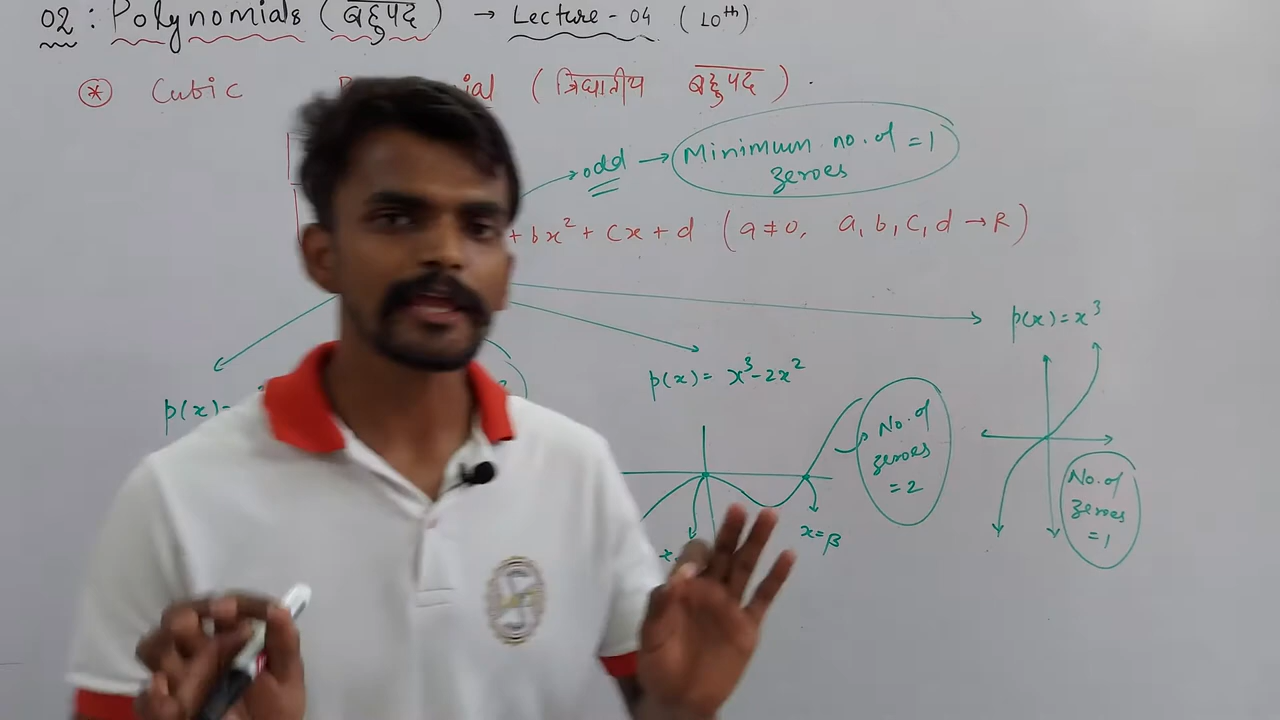 02 : Polynomials (बहुपद) → Lecture - 04 (10th)
* Cubic ial (त्रिघातीय बहुपद) .
odd → Minimum no. of = 1
zeroes
+ bx² + cx + d (a ≠ 0, a, b, c, d → R)
p(x) = x³
p(x) = x³ - 2x²
p(x) =
No. of
zeroes
= 2
No. of
zeroes
= 1
x = β